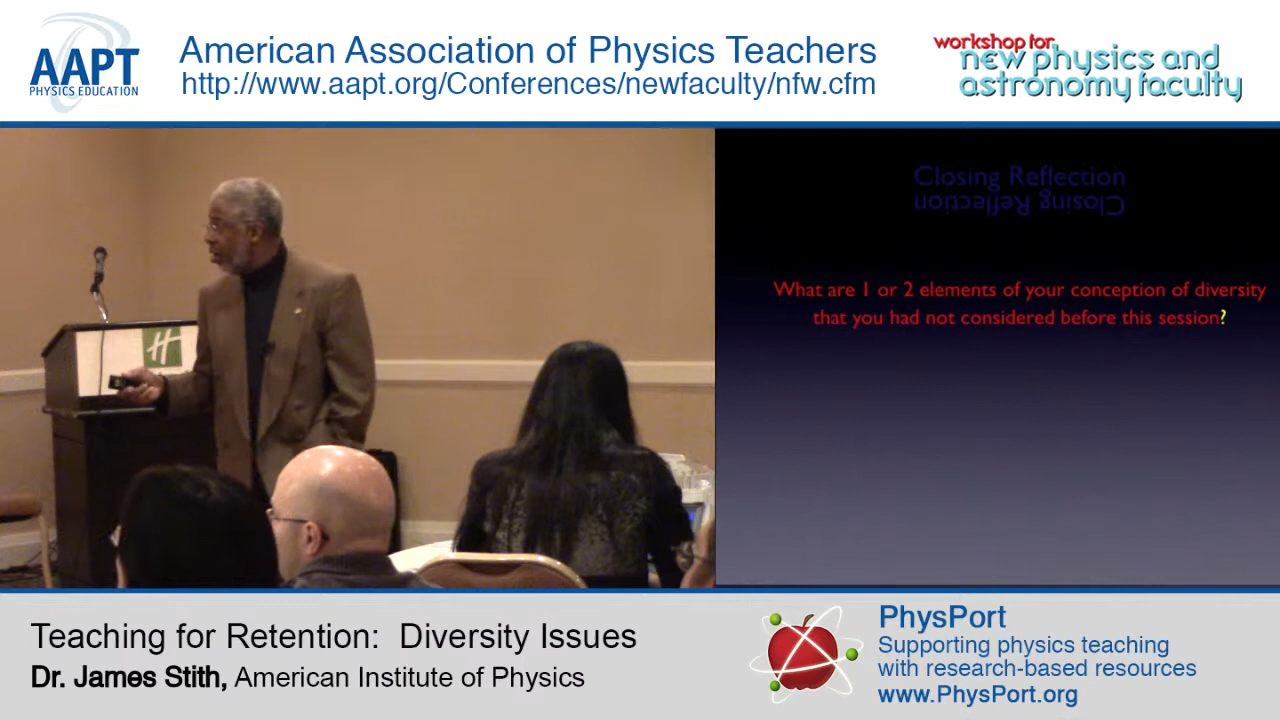 AAPT
PHYSICS EDUCATION
American Association of Physics Teachers
http://www.aapt.org/Conferences/newfaculty/nfw.cfm
workshop for
new physics and
astronomy faculty
H
Closing Reflection
What are 1 or 2 elements of your conception of diversity
that you had not considered before this session?
Teaching for Retention: Diversity Issues
Dr. James Stith, American Institute of Physics
PhysPort
Supporting physics teaching
with research-based resources
www.PhysPort.org